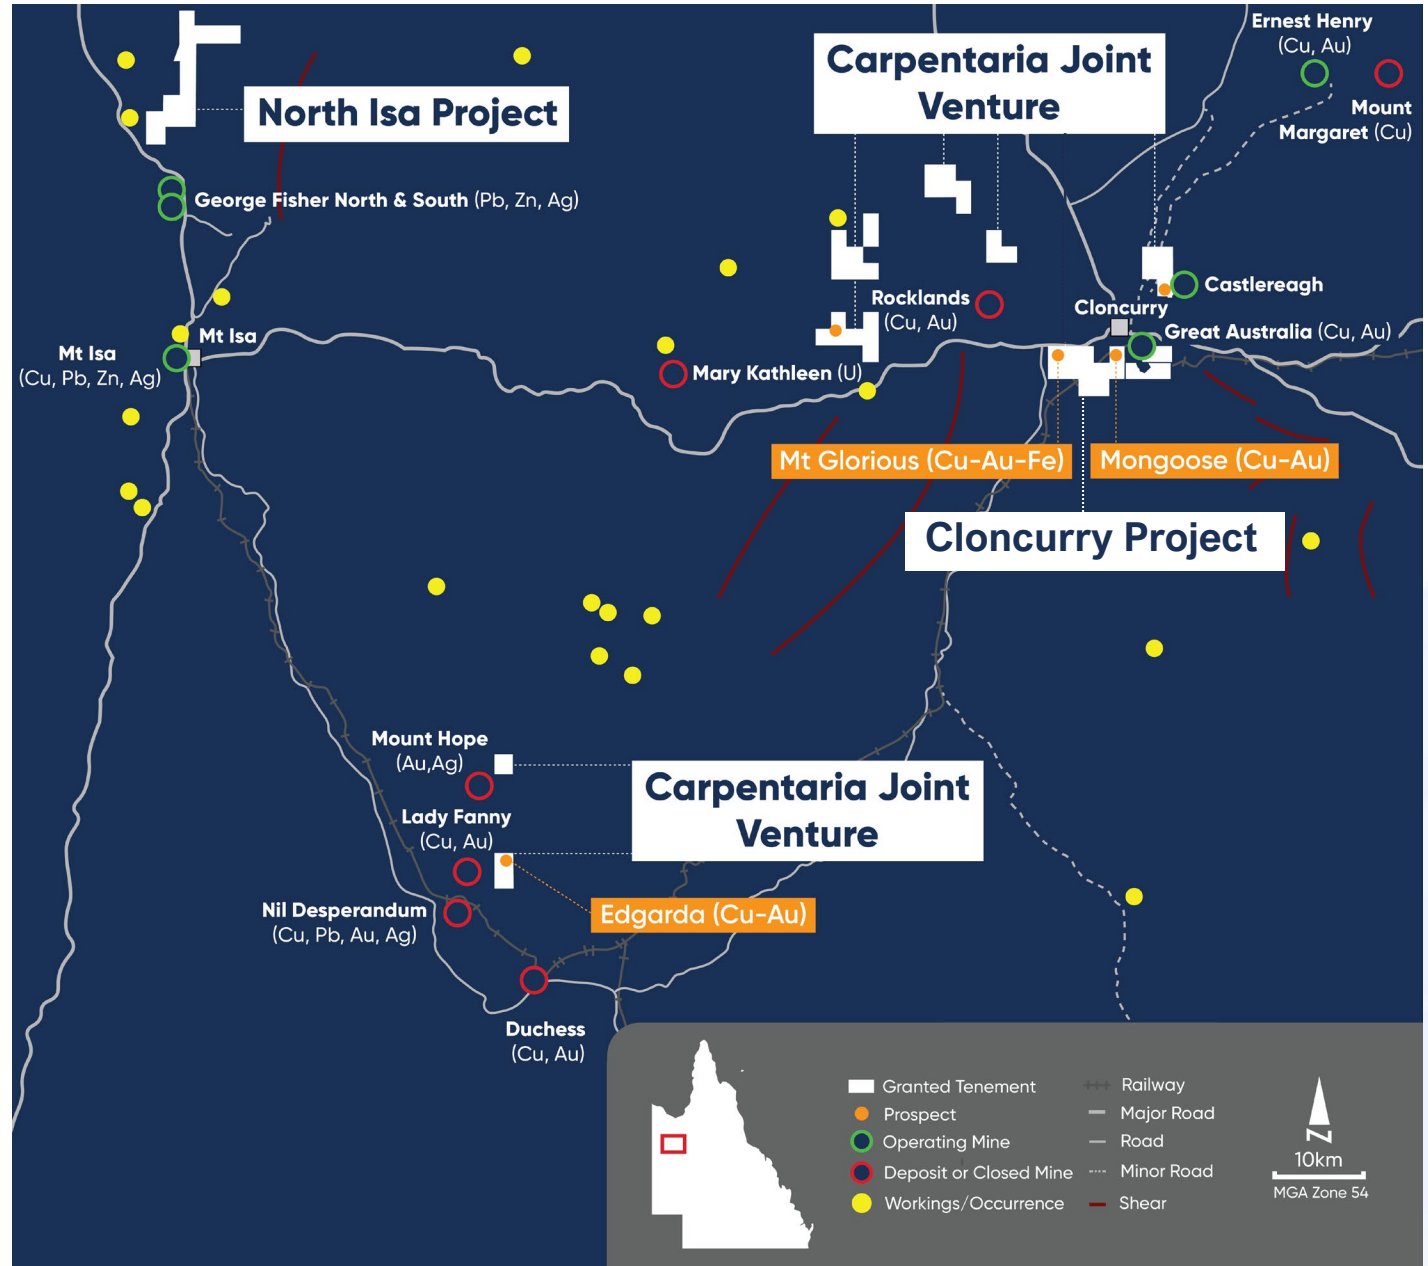 Ernest Henry
(Cu, Au)
Mount
Margaret (Cu)
Carpentaria Joint
Venture
North Isa Project
George Fisher North & South (Pb, Zn, Ag)
Castlereagh
Rocklands
(Cu, Au)
Cloncurry
Great Australia (Cu, Au)
Mt Isa
Mt Isa
(Cu, Pb, Zn, Ag)
Mary Kathleen (U)
Mt Glorious (Cu-Au-Fe)
Mongoose (Cu-Au)
Cloncurry Project
Mount Hope
(Au,Ag)
Carpentaria Joint
Venture
Lady Fanny
(Cu, Au)
Edgarda (Cu-Au)
Nil Desperandum
(Cu, Pb, Au, Ag)
Duchess
(Cu, Au)
Granted Tenement
Prospect
Operating Mine
Deposit or Closed Mine
Workings/Occurrence
Railway
Major Road
Road
Minor Road
Shear
N
10km
MGA Zone 54